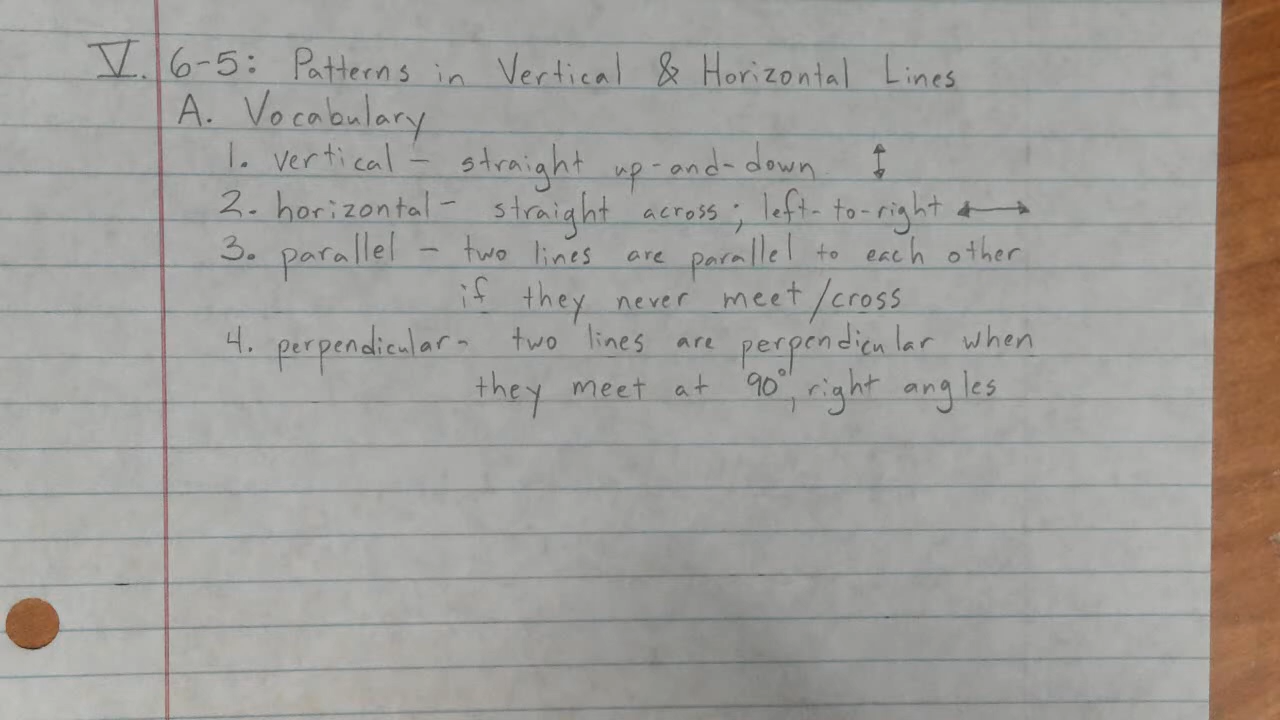 V. 6-5: Patterns in Vertical & Horizontal Lines
A. Vocabulary
1. vertical - straight up-and-down ↕
2. horizontal - straight across; left-to-right ↔
3. parallel - two lines are parallel to each other
if they never meet/cross
4. perpendicular - two lines are perpendicular when
they meet at 90°, right angles